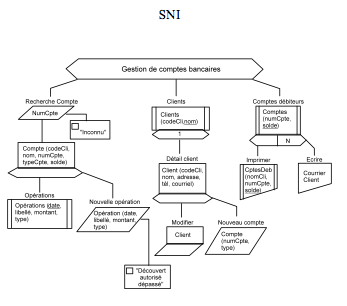 SNI
Gestion de comptes bancaires
Recherche Compte
NumCpte
"Inconnu"
Compte (codeCli,
nom, numCpte,
typeCpte, solde)
Opérations
Opérations (date,
libellé, montant,
type)
Nouvelle opération
Opération (date,
libellé, montant,
type)
"Découvert
autorisé
dépassé"
Clients
Clients
(codeCli,nom)
1
Détail client
Client (codeCli,
nom, adresse,
tél, courriel)
Modifier
Client
Nouveau compte
Compte
(numCpte,
type)
Comptes débiteurs
Comptes
(numCpte,
solde)
N
Imprimer
CptesDeb
(nomCli,
numCpte,
solde)
Ecrire
Courrier
Client